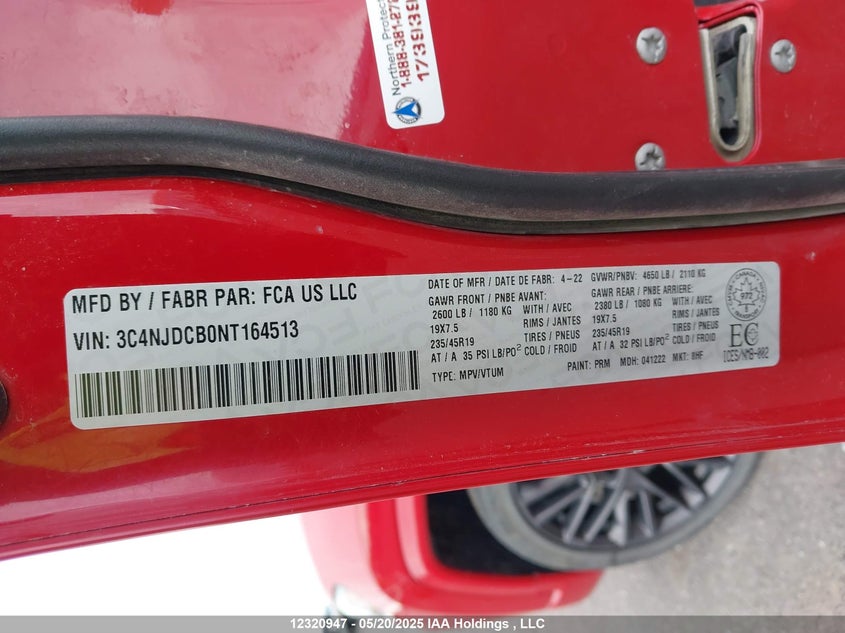 Northern Protect
1-888-381-272
173593
MFD BY / FABR PAR: FCA US LLC
VIN: 3C4NJDCB0NT164513
DATE OF MFR / DATE DE FABR: 4-22 GVWR/PNBV: 4650 LB / 2110 KG
GAWR FRONT / PNBE AVANT: GAWR REAR / PNBE ARRIERE:
2600 LB / 1180 KG WITH / AVEC 2380 LB / 1080 KG WITH / AVEC
19X7.5 RIMS / JANTES 19X7.5 RIMS / JANTES
235/45R19 TIRES / PNEUS 235/45R19 TIRES / PNEUS
AT / A 35 PSI LB/PO² COLD / FROID AT / A 32 PSI LB/PO² COLD / FROID
TYPE: MPV/VTUM PAINT: PRM MDH: 041222 MKT: 8HF
CANADA
972
TRANSPORT
EC
ICES/NMB-002
12320947 - 05/20/2025 IAA Holdings , LLC